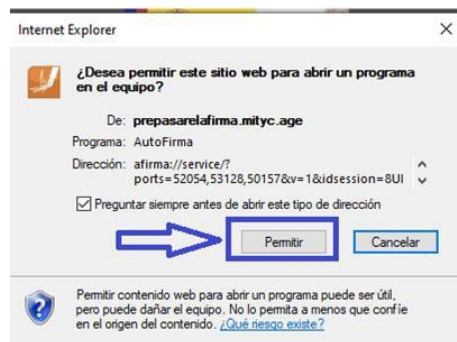 Internet Explorer
¿Desea permitir este sitio web para abrir un programa
en el equipo?
De: prepasarelafirma.mityc.age
Programa: AutoFirma
Dirección: afirma://service/?
ports=52054,53128,50157&v=1&idsession=8UI
Preguntar siempre antes de abrir este tipo de dirección
Permitir Cancelar
Permitir contenido web para abrir un programa puede ser útil,
pero puede dañar el equipo. No lo permita a menos que confíe
en el origen del contenido. ¿Qué riesgo existe?